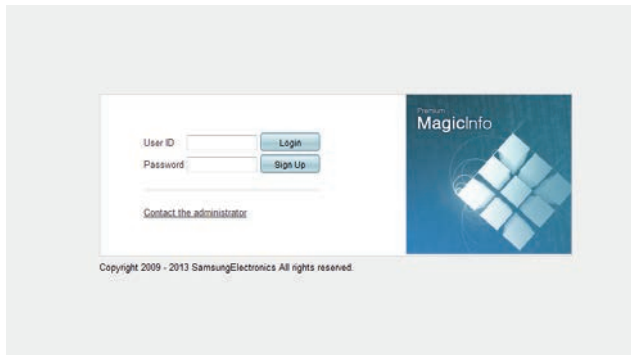 Premium
MagicInfo
User ID Login
Password Sign Up
Contact the administrator
Copyright 2009 - 2013 SamsungElectronics All rights reserved.